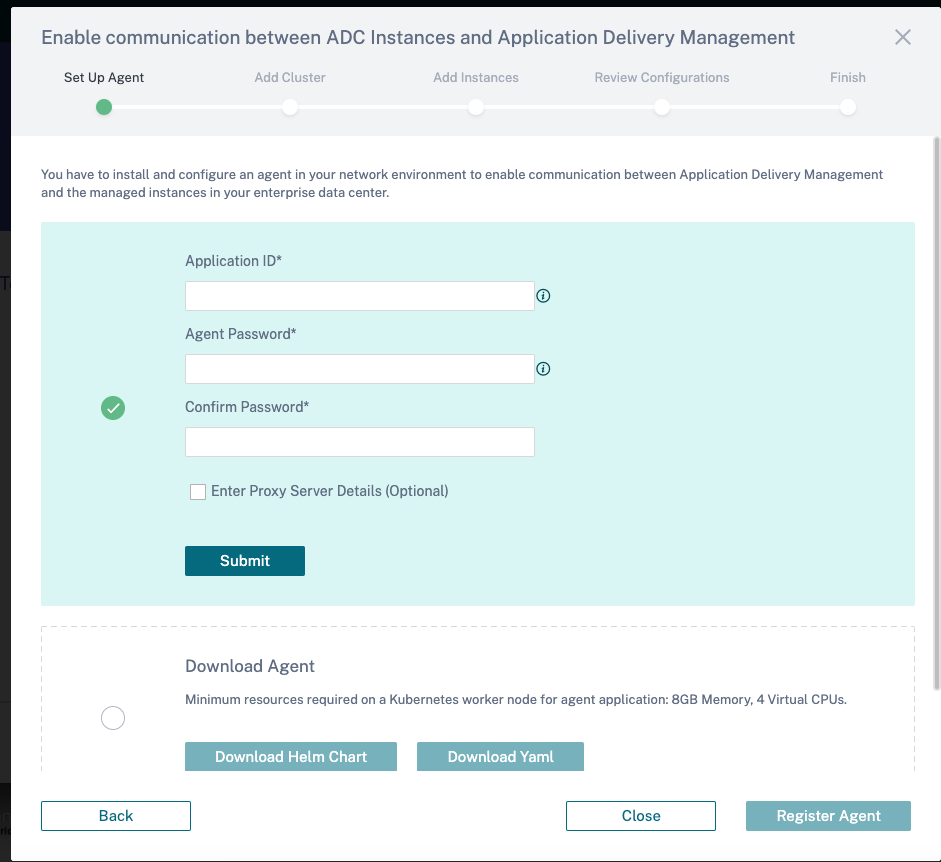 Enable communication between ADC Instances and Application Delivery Management
Set Up Agent
Add Cluster
Add Instances
Review Configurations
Finish
You have to install and configure an agent in your network environment to enable communication between Application Delivery Management
and the managed instances in your enterprise data center.
Application ID*
Agent Password*
Confirm Password*
Enter Proxy Server Details (Optional)
Submit
Download Agent
Minimum resources required on a Kubernetes worker node for agent application: 8GB Memory, 4 Virtual CPUs.
Download Helm Chart
Download Yaml
Back
Close
Register Agent